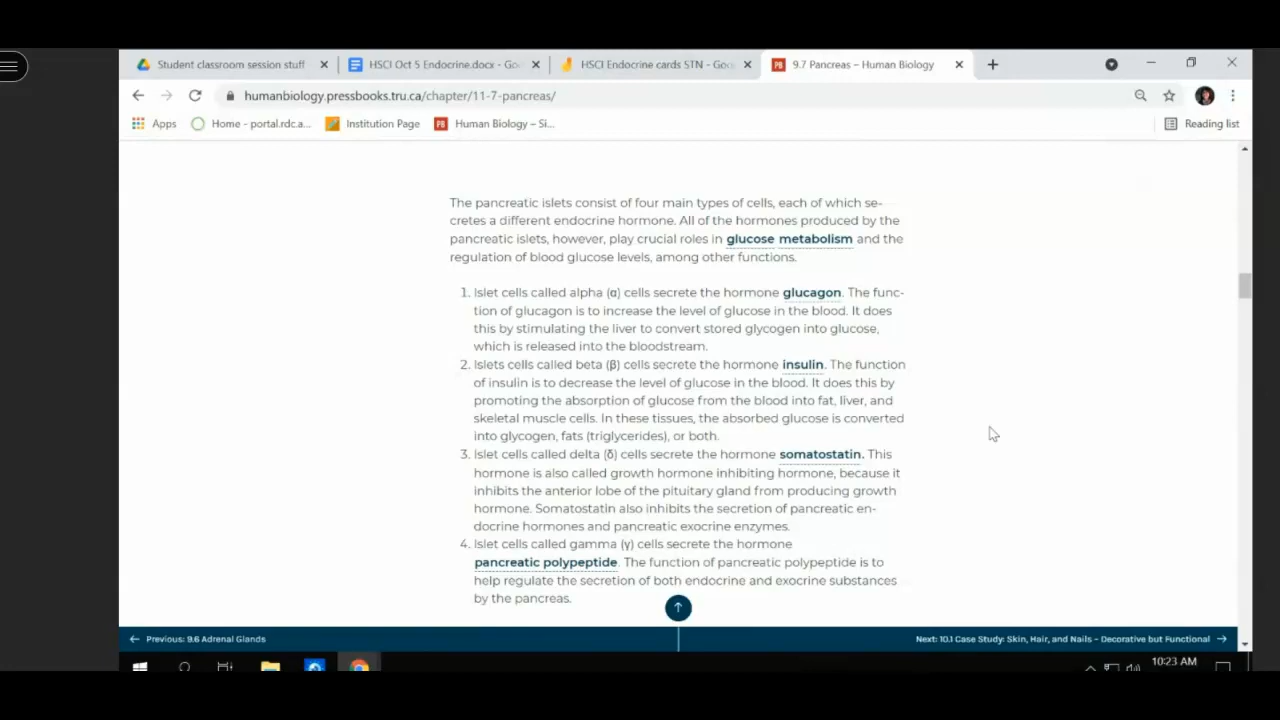 Student classroom session stuff
HSCI Oct 5 Endocrine.docx - Goo
HSCI Endocrine cards STN - Goo
9.7 Pancreas – Human Biology
humanbiology.pressbooks.tru.ca/chapter/11-7-pancreas/
Apps
Home - portal.rdc.a...
Institution Page
Human Biology – Si...
Reading list
The pancreatic islets consist of four main types of cells, each of which se-
cretes a different endocrine hormone. All of the hormones produced by the
pancreatic islets, however, play crucial roles in glucose metabolism and the
regulation of blood glucose levels, among other functions.
1. Islet cells called alpha (α) cells secrete the hormone glucagon. The func-
tion of glucagon is to increase the level of glucose in the blood. It does
this by stimulating the liver to convert stored glycogen into glucose,
which is released into the bloodstream.
2. Islets cells called beta (β) cells secrete the hormone insulin. The function
of insulin is to decrease the level of glucose in the blood. It does this by
promoting the absorption of glucose from the blood into fat, liver, and
skeletal muscle cells. In these tissues, the absorbed glucose is converted
into glycogen, fats (triglycerides), or both.
3. Islet cells called delta (δ) cells secrete the hormone somatostatin. This
hormone is also called growth hormone inhibiting hormone, because it
inhibits the anterior lobe of the pituitary gland from producing growth
hormone. Somatostatin also inhibits the secretion of pancreatic en-
docrine hormones and pancreatic exocrine enzymes.
4. Islet cells called gamma (γ) cells secrete the hormone
pancreatic polypeptide. The function of pancreatic polypeptide is to
help regulate the secretion of both endocrine and exocrine substances
by the pancreas.
← Previous: 9.6 Adrenal Glands
Next: 10.1 Case Study: Skin, Hair, and Nails – Decorative but Functional →
10:23 AM